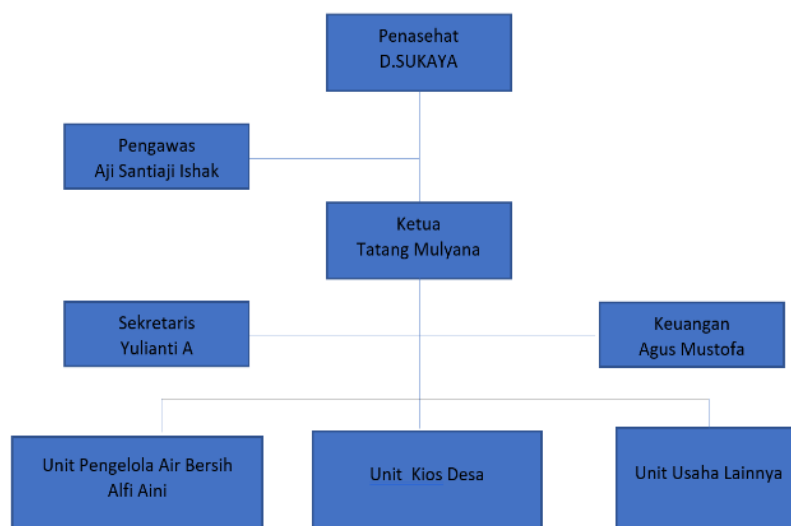 Penasehat
D.SUKAYA
Pengawas
Aji Santiaji Ishak
Ketua
Tatang Mulyana
Sekretaris
Yulianti A
Keuangan
Agus Mustofa
Unit Pengelola Air Bersih
Alfi Aini
Unit Kios Desa
Unit Usaha Lainnya